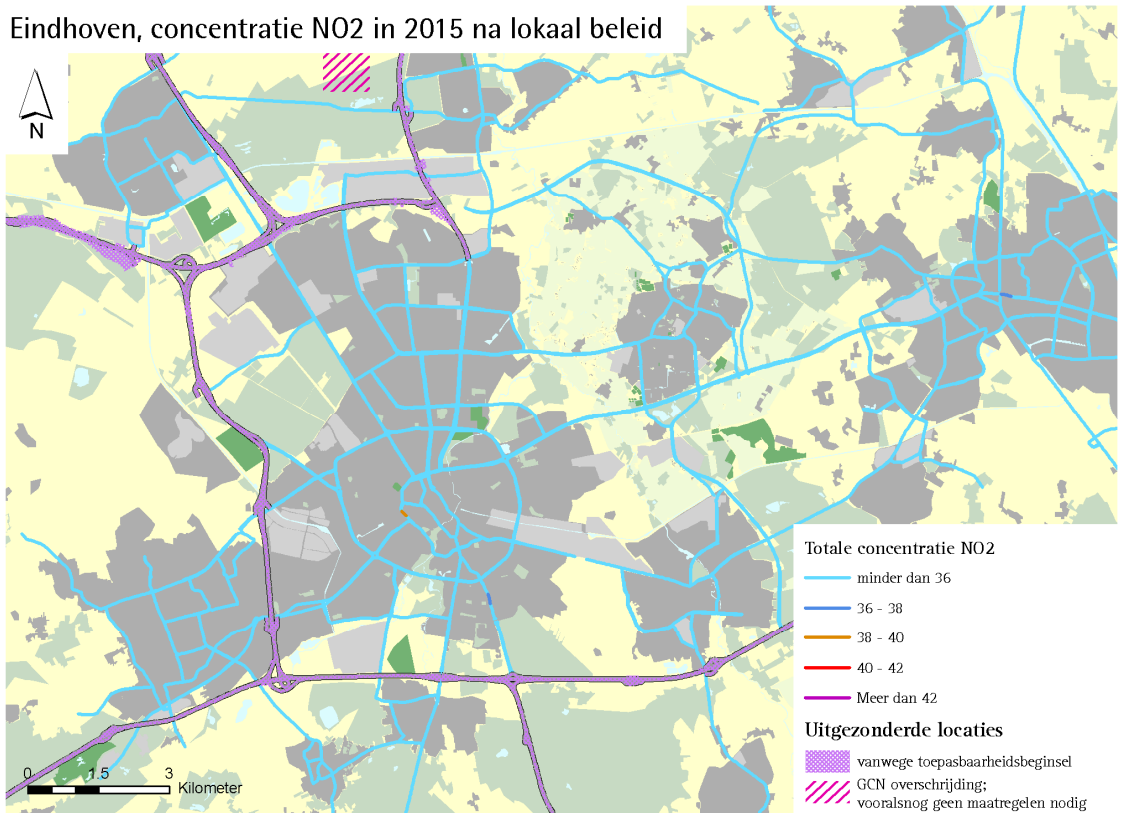 Eindhoven, concentratie NO2 in 2015 na lokaal beleid
N
Totale concentratie NO2
minder dan 36
36 - 38
38 - 40
40 - 42
Meer dan 42
Uitgezonderde locaties
vanwege toepasbaarheidsbeginsel
GCN overschrijding;
vooralsnog geen maatregelen nodig
0 1.5 3
Kilometer